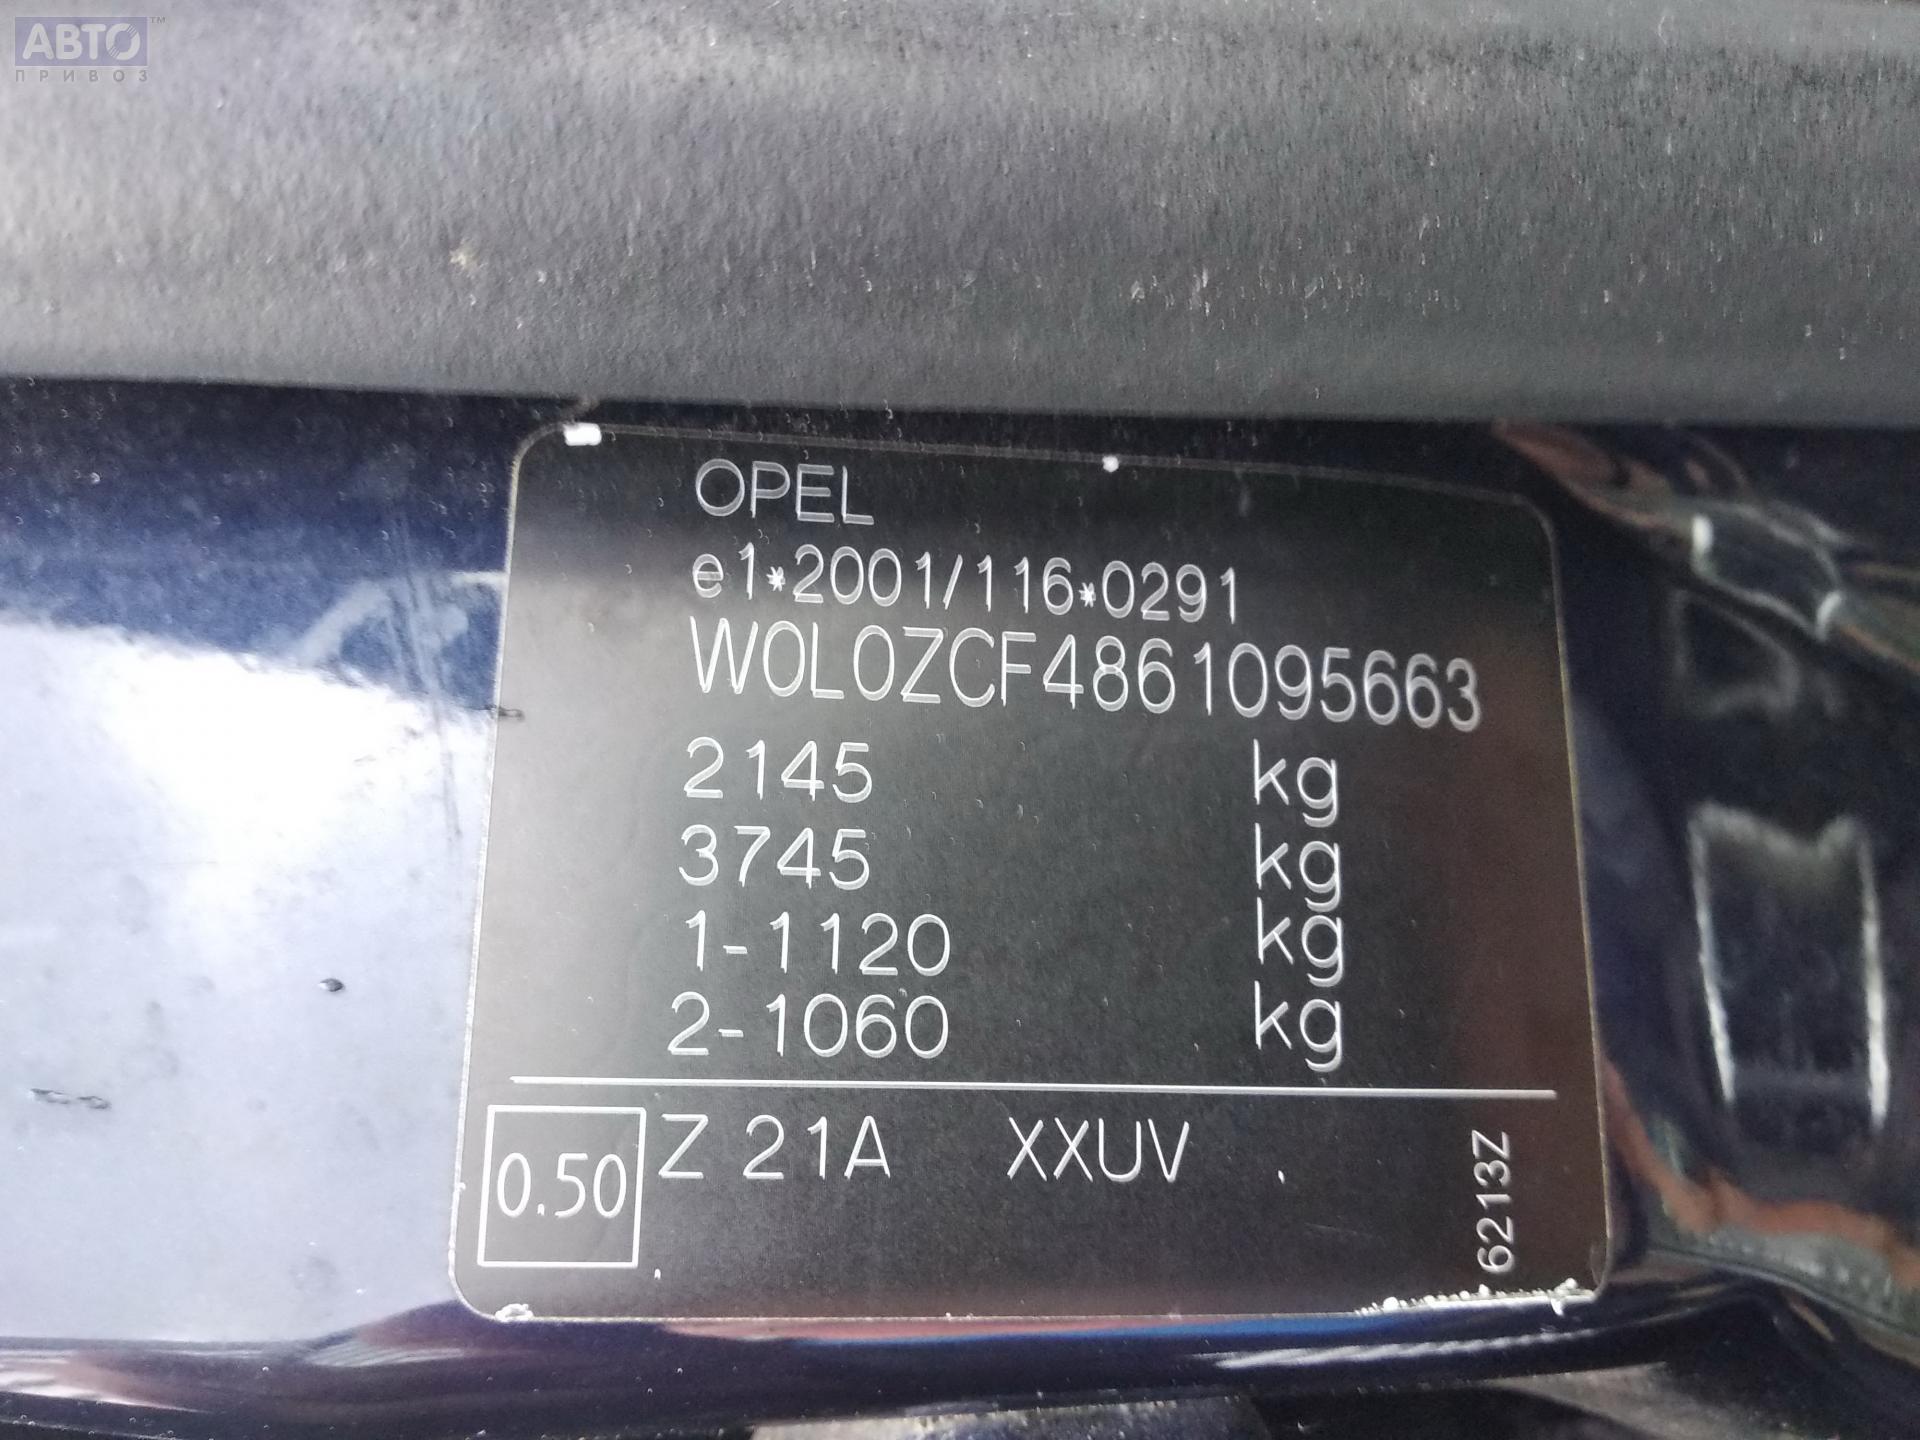 АВТО™
ПРИВОЗ
OPEL
e1*2001/116*0291
W0L0ZCF4861095663
2145 kg
3745 kg
1-1120 kg
2-1060 kg
0.50
Z 21A XXUV
6213Z